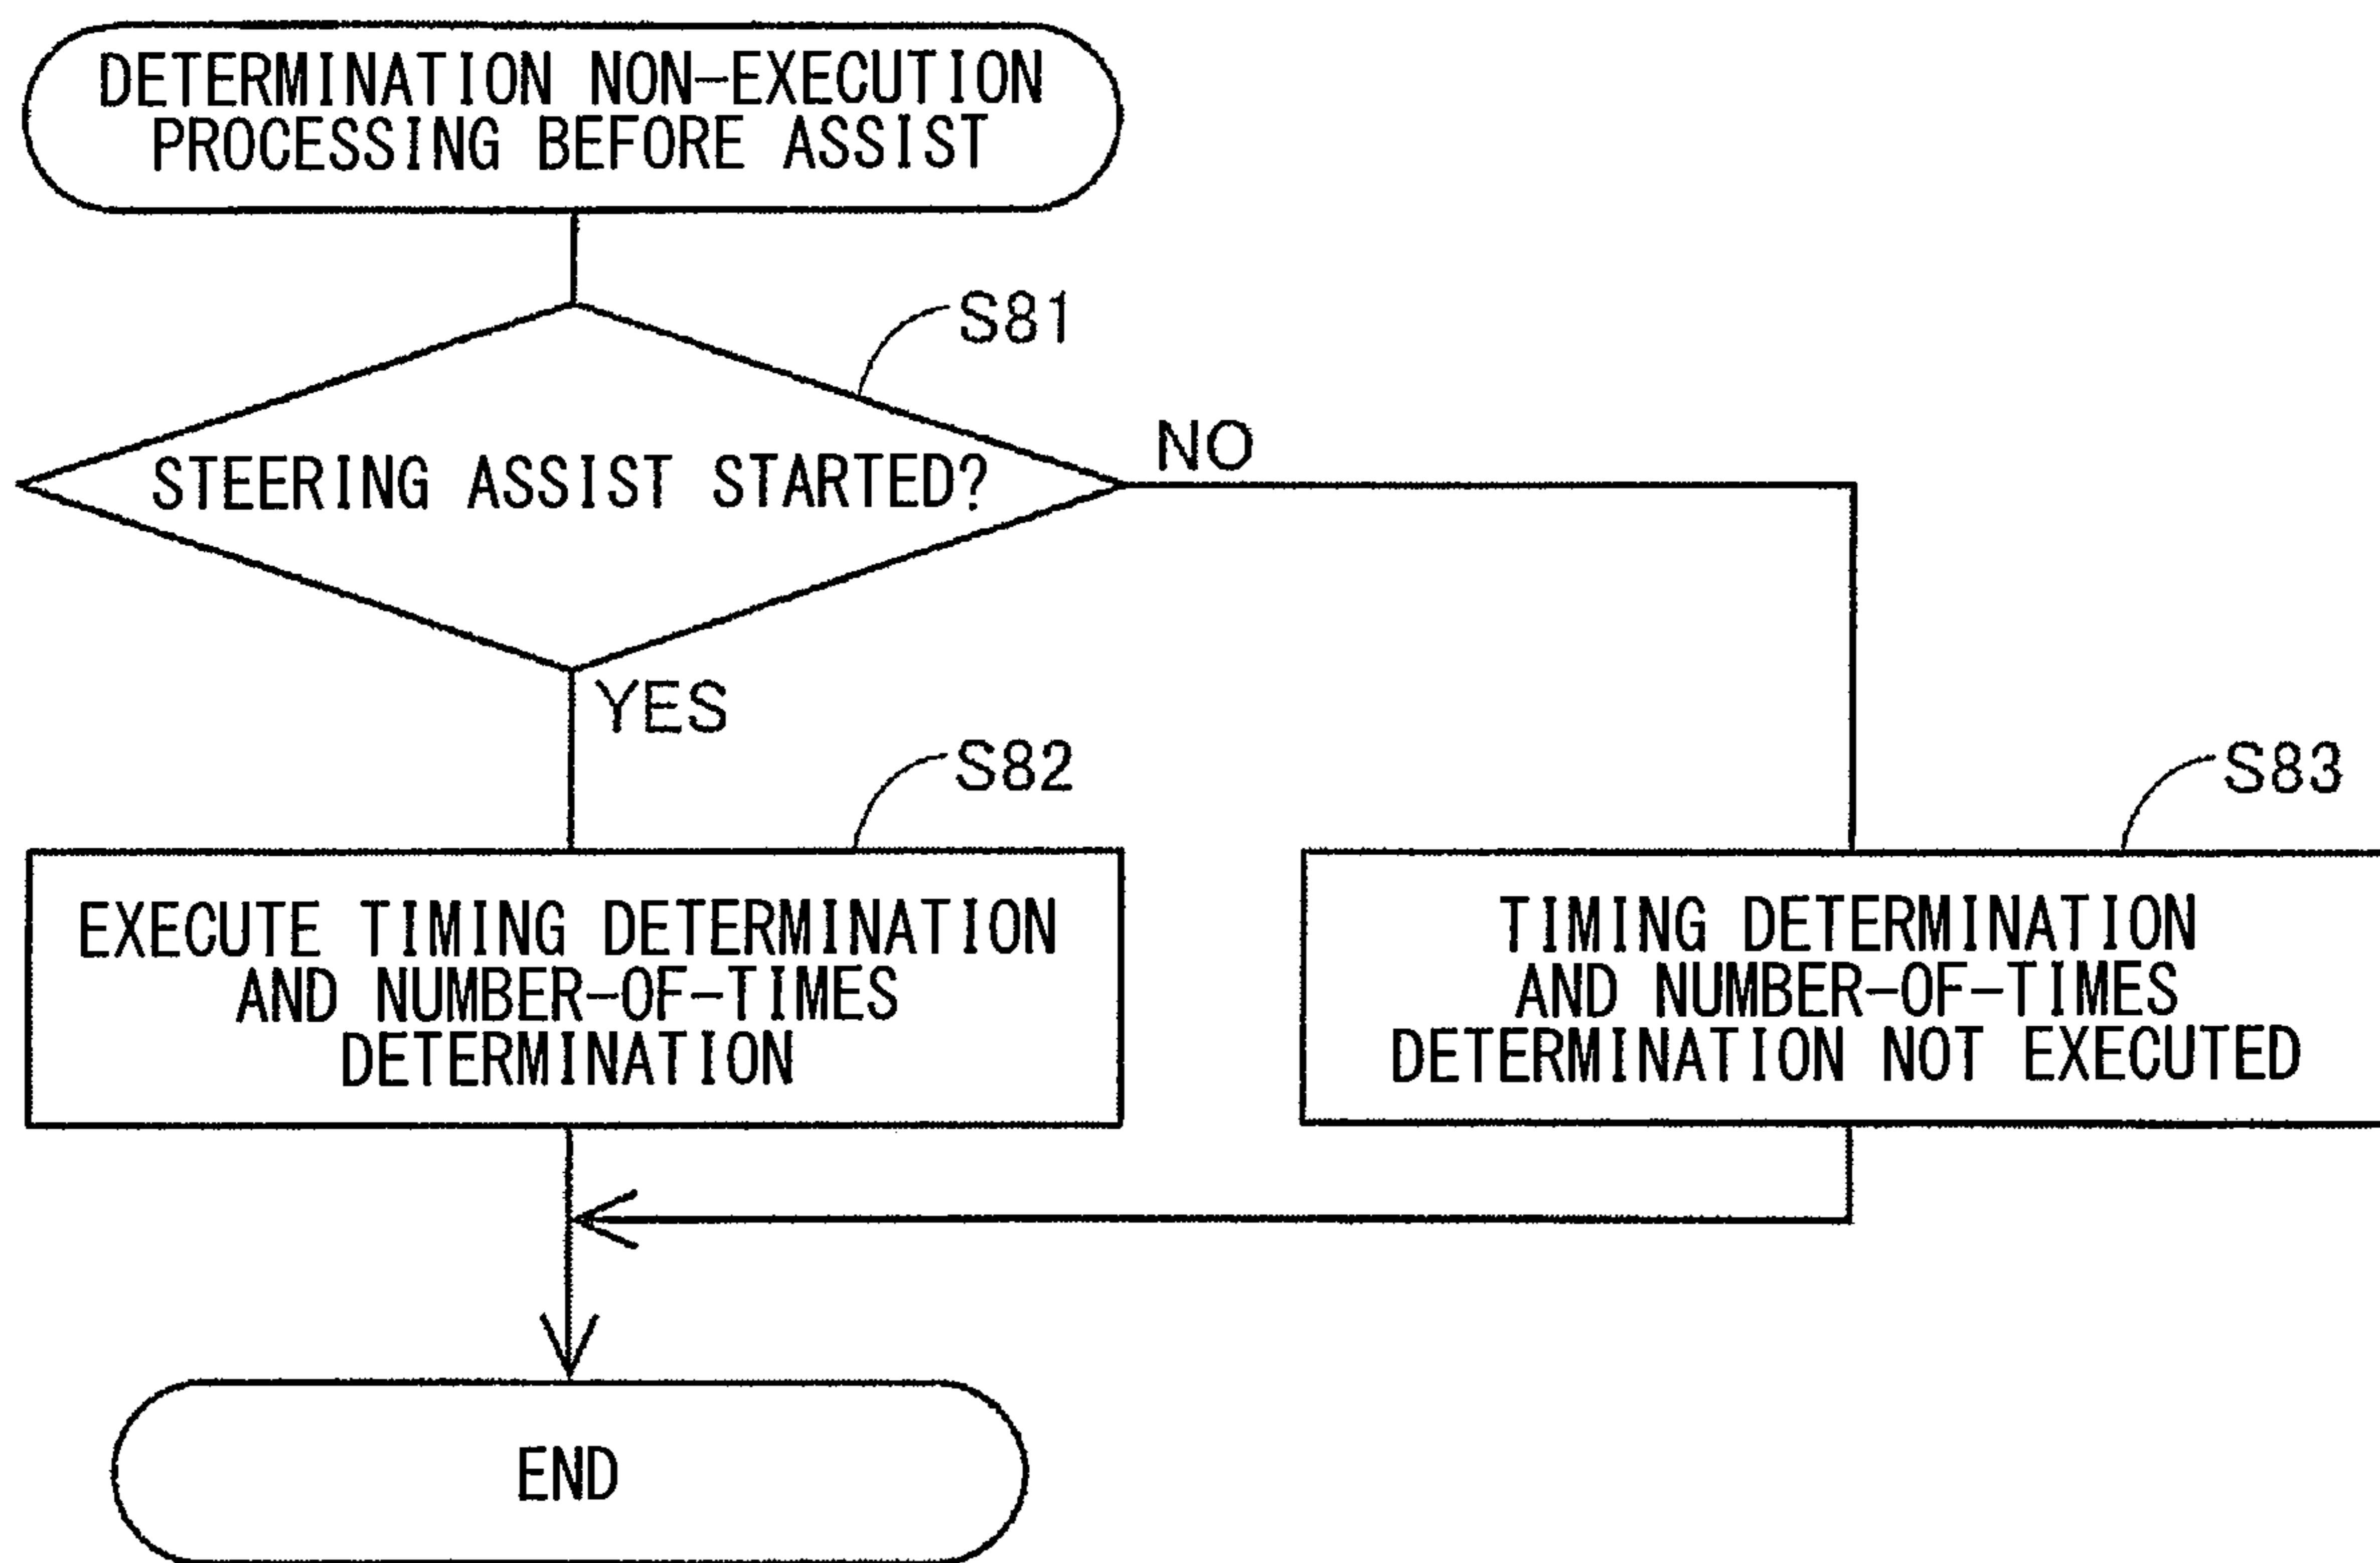 DETERMINATION NON-EXECUTION
PROCESSING BEFORE ASSIST
S81
STEERING ASSIST STARTED?
NO
YES
S82
EXECUTE TIMING DETERMINATION
AND NUMBER-OF-TIMES
DETERMINATION
S83
TIMING DETERMINATION
AND NUMBER-OF-TIMES
DETERMINATION NOT EXECUTED
END